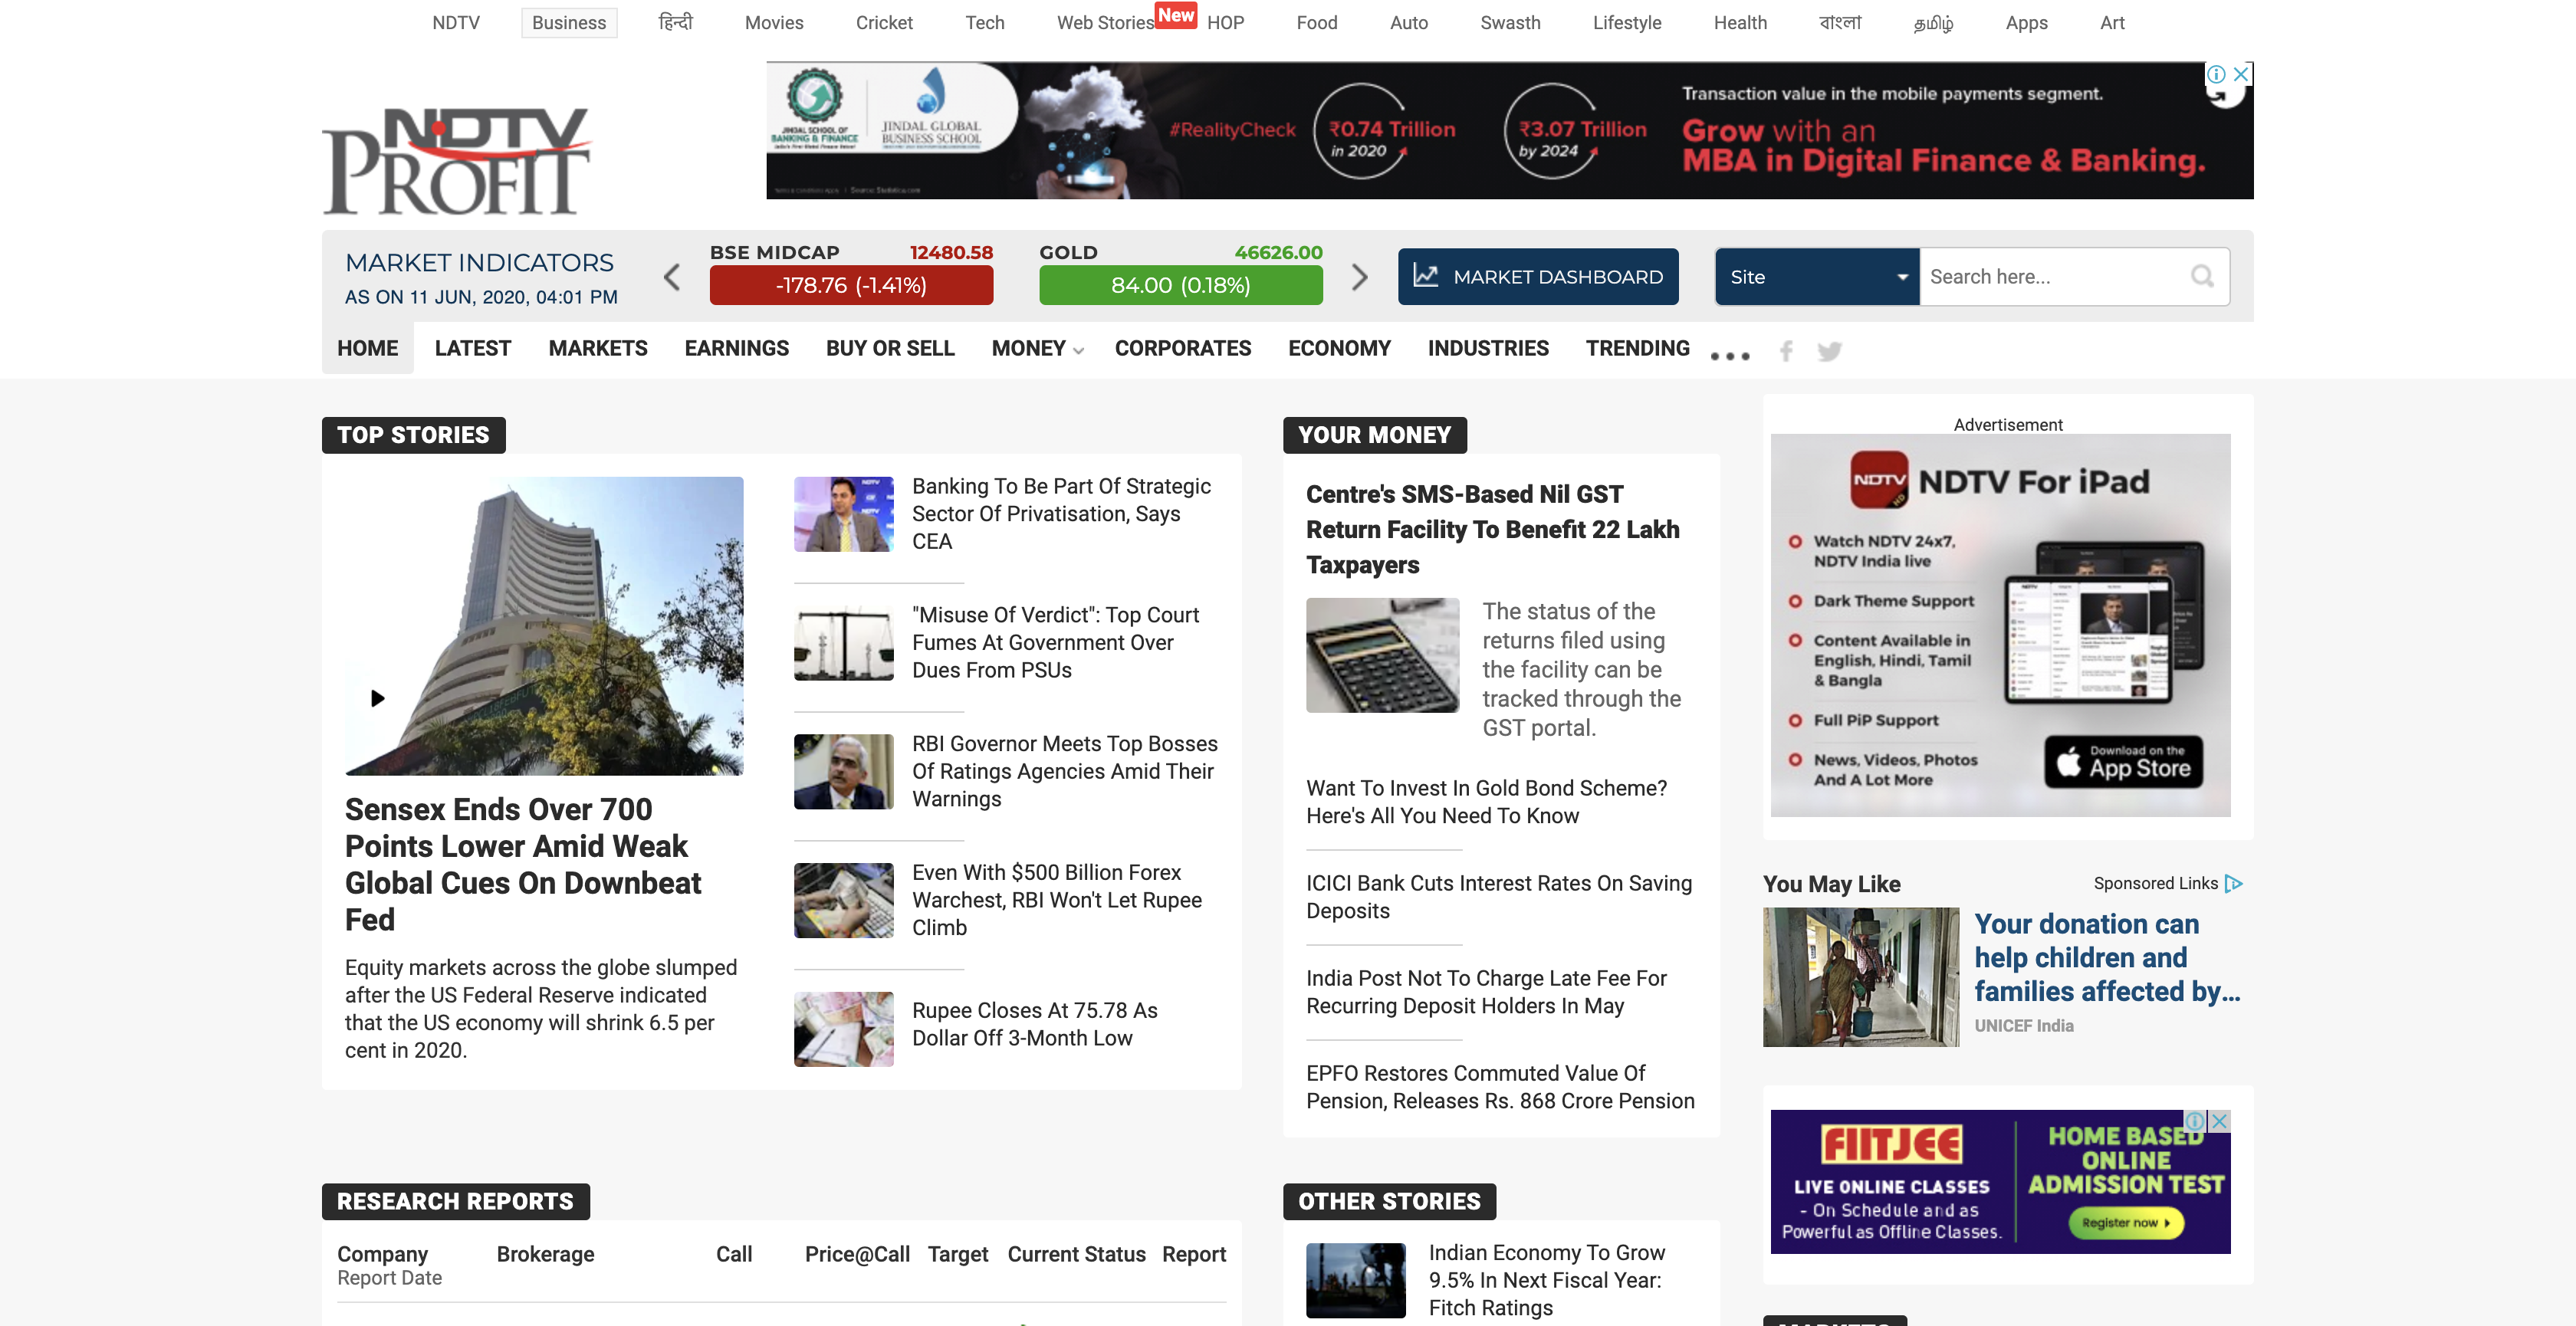 NDTV
Business
हिन्दी
Movies
Cricket
Tech
Web Stories
New
HOP
Food
Auto
Swasth
Lifestyle
Health
বাংলা
தமிழ்
Apps
Art
NDTV
PROFIT
JINDAL SCHOOL OF
BANKING & FINANCE
India's First Global Finance School
JINDAL GLOBAL
BUSINESS SCHOOL
#RealityCheck
₹0.74 Trillion
in 2020
₹3.07 Trillion
by 2024
Transaction value in the mobile payments segment.
Grow with an
MBA in Digital Finance & Banking.
Source: Statistica.com
MARKET INDICATORS
AS ON 11 JUN, 2020, 04:01 PM
BSE MIDCAP 12480.58
-178.76 (-1.41%)
GOLD 46626.00
84.00 (0.18%)
MARKET DASHBOARD
Site
Search here...
HOME
LATEST
MARKETS
EARNINGS
BUY OR SELL
MONEY
CORPORATES
ECONOMY
INDUSTRIES
TRENDING
TOP STORIES
Sensex Ends Over 700
Points Lower Amid Weak
Global Cues On Downbeat
Fed
Equity markets across the globe slumped
after the US Federal Reserve indicated
that the US economy will shrink 6.5 per
cent in 2020.
Banking To Be Part Of Strategic
Sector Of Privatisation, Says
CEA
"Misuse Of Verdict": Top Court
Fumes At Government Over
Dues From PSUs
RBI Governor Meets Top Bosses
Of Ratings Agencies Amid Their
Warnings
Even With $500 Billion Forex
Warchest, RBI Won't Let Rupee
Climb
Rupee Closes At 75.78 As
Dollar Off 3-Month Low
YOUR MONEY
Centre's SMS-Based Nil GST
Return Facility To Benefit 22 Lakh
Taxpayers
The status of the
returns filed using
the facility can be
tracked through the
GST portal.
Want To Invest In Gold Bond Scheme?
Here's All You Need To Know
ICICI Bank Cuts Interest Rates On Saving
Deposits
India Post Not To Charge Late Fee For
Recurring Deposit Holders In May
EPFO Restores Commuted Value Of
Pension, Releases Rs. 868 Crore Pension
Advertisement
NDTV
HD
NDTV For iPad
Watch NDTV 24x7,
NDTV India live
Dark Theme Support
Content Available in
English, Hindi, Tamil
& Bangla
Full PiP Support
News, Videos, Photos
And A Lot More
Download on the
App Store
You May Like
Sponsored Links
Your donation can
help children and
families affected by...
UNICEF India
FIITJEE
LIVE ONLINE CLASSES
- On Schedule and as
Powerful as Offline Classes.
HOME BASED
ONLINE
ADMISSION TEST
Register now
RESEARCH REPORTS
Company
Report Date
Brokerage
Call
Price@Call
Target
Current Status
Report
OTHER STORIES
Indian Economy To Grow
9.5% In Next Fiscal Year:
Fitch Ratings